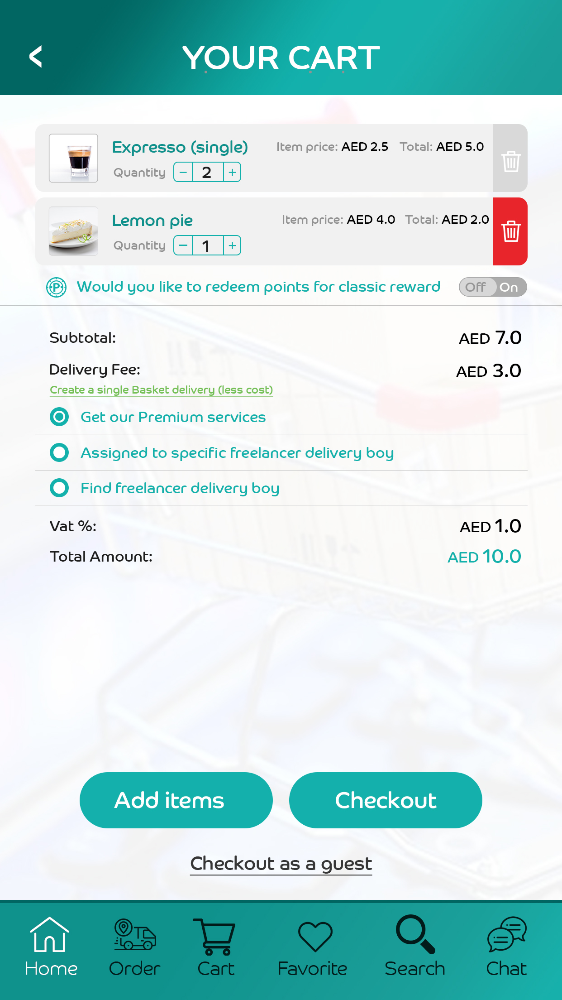 YOUR CART
Expresso (single) Item price: AED 2.5 Total: AED 5.0
Quantity − 2 +
Lemon pie Item price: AED 4.0 Total: AED 2.0
Quantity − 1 +
P Would you like to redeem points for classic reward Off On
Subtotal: AED 7.0
Delivery Fee: AED 3.0
Create a single Basket delivery (less cost)
Get our Premium services
Assigned to specific freelancer delivery boy
Find freelancer delivery boy
Vat %: AED 1.0
Total Amount: AED 10.0
Add items Checkout
Checkout as a guest
Home Order Cart Favorite Search Chat